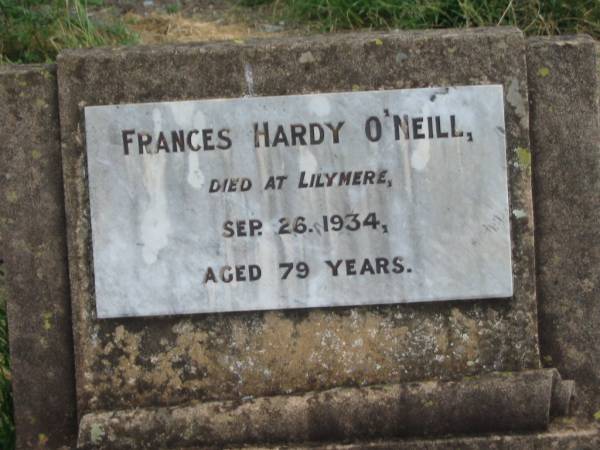 FRANCES HARDY O'NEILL,
DIED AT LILYMERE,
SEP. 26. 1934,
AGED 79 YEARS.